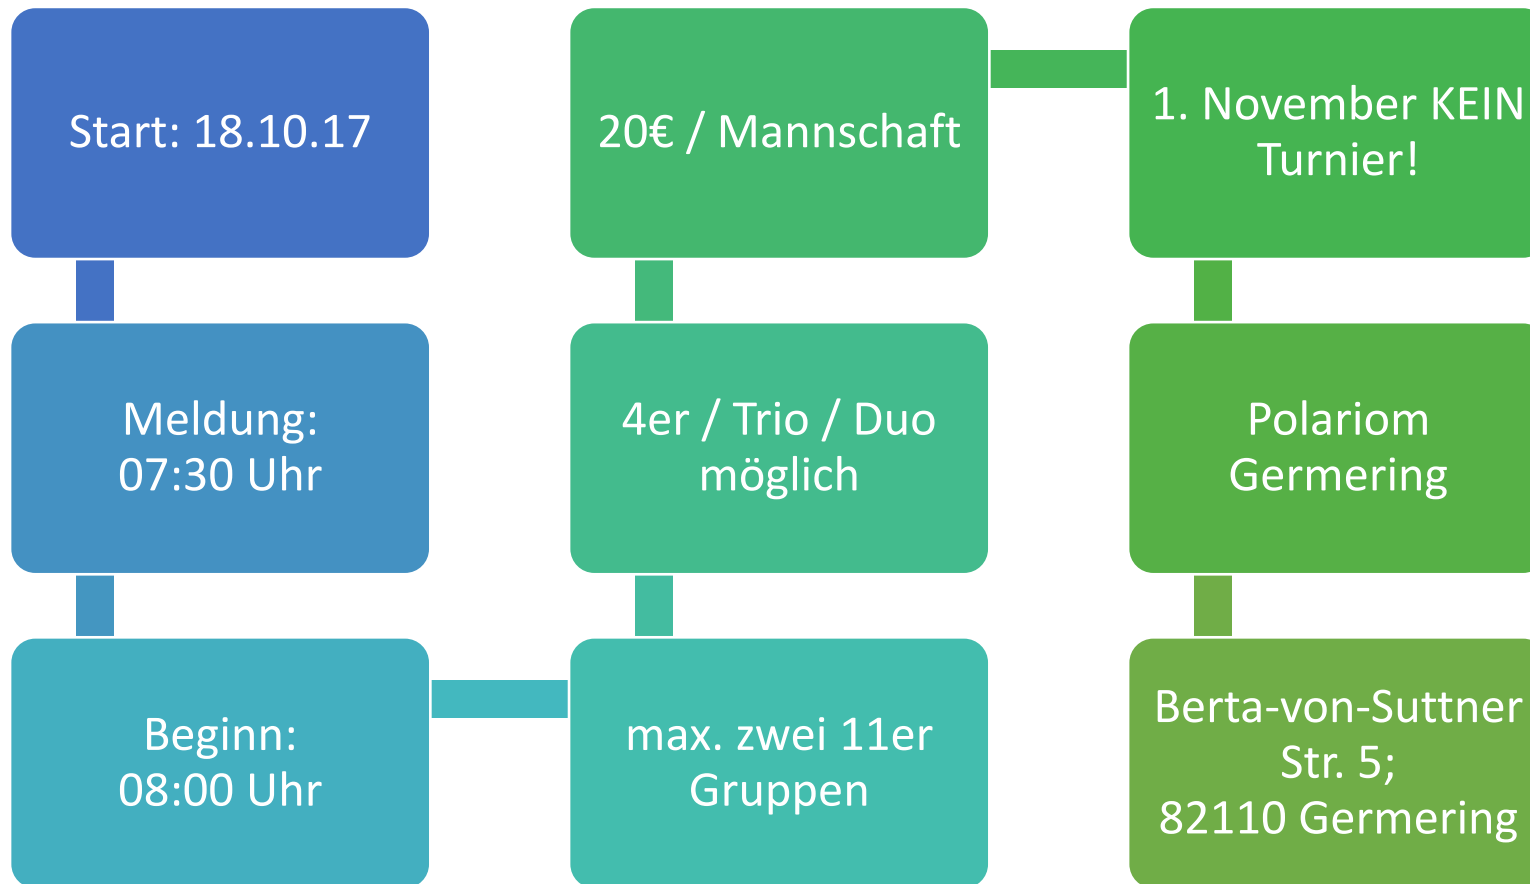 Start: 18.10.17
Meldung:
07:30 Uhr
Beginn:
08:00 Uhr
max. zwei 11er
Gruppen
4er / Trio / Duo
möglich
20€ / Mannschaft
1. November KEIN
Turnier!
Polariom
Germering
Berta-von-Suttner
Str. 5;
82110 Germering